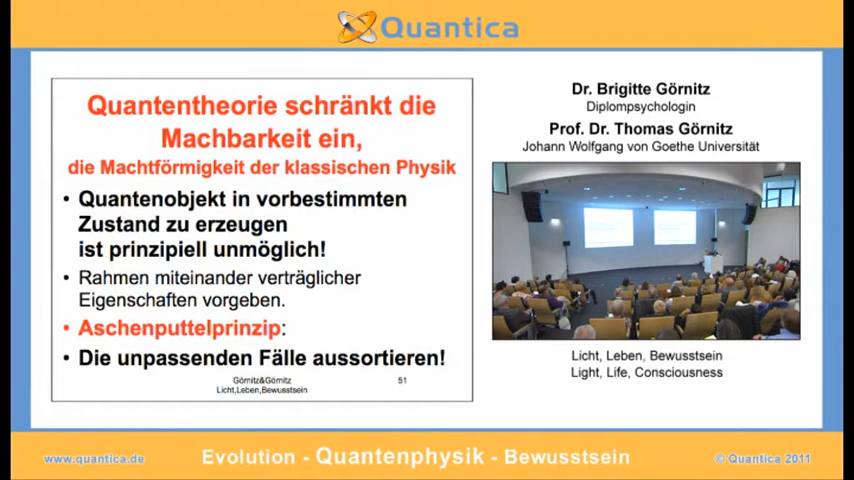 Quantica
Quantentheorie schränkt die
Machbarkeit ein,
die Machtförmigkeit der klassischen Physik
• Quantenobjekt in vorbestimmten
Zustand zu erzeugen
ist prinzipiell unmöglich!
• Rahmen miteinander verträglicher
Eigenschaften vorgeben.
• Aschenputtelprinzip:
• Die unpassenden Fälle aussortieren!
Görnitz&Görnitz
Licht,Leben,Bewusstsein
51
Dr. Brigitte Görnitz
Diplompsychologin
Prof. Dr. Thomas Görnitz
Johann Wolfgang von Goethe Universität
Licht, Leben, Bewusstsein
Light, Life, Consciousness
www.quantica.de
Evolution - Quantenphysik - Bewusstsein
© Quantica 2011